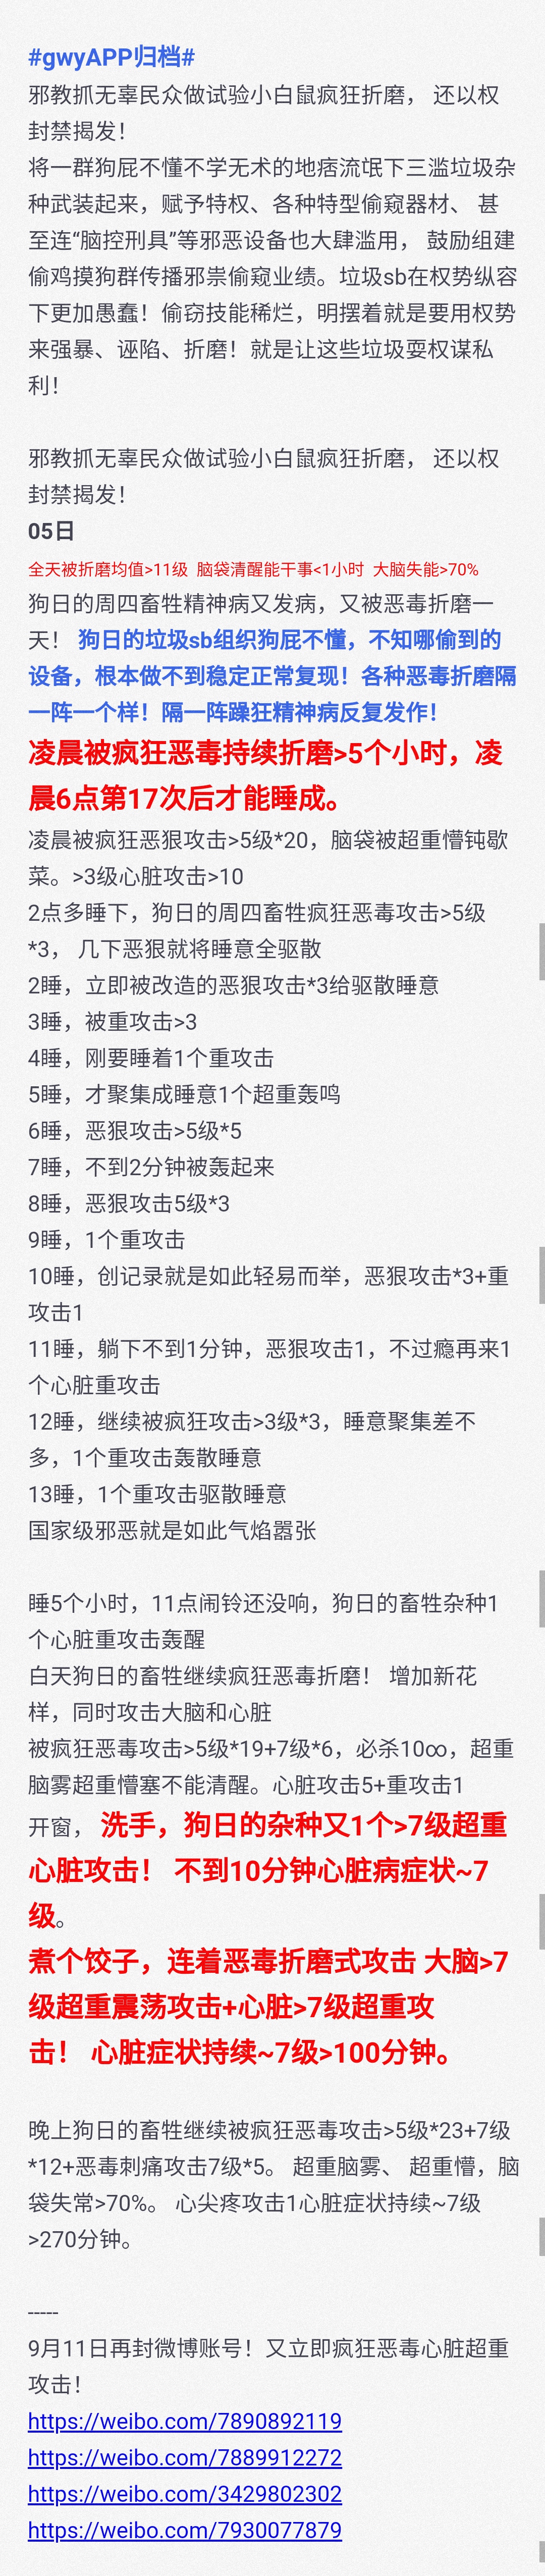 #gwyAPP归档#
邪教抓无辜民众做试验小白鼠疯狂折磨， 还以权
封禁揭发！
将一群狗屁不懂不学无术的地痞流氓下三滥垃圾杂
种武装起来，赋予特权、各种特型偷窥器材、 甚
至连“脑控刑具”等邪恶设备也大肆滥用， 鼓励组建
偷鸡摸狗群传播邪祟偷窥业绩。垃圾sb在权势纵容
下更加愚蠢！偷窃技能稀烂，明摆着就是要用权势
来强暴、诬陷、折磨！就是让这些垃圾耍权谋私
利！
邪教抓无辜民众做试验小白鼠疯狂折磨， 还以权
封禁揭发！
05日
全天被折磨均值>11级 脑袋清醒能干事<1小时 大脑失能>70%
狗日的周四畜牲精神病又发病，又被恶毒折磨一
天！ 狗日的垃圾sb组织狗屁不懂，不知哪偷到的
设备，根本做不到稳定正常复现！各种恶毒折磨隔
一阵一个样！隔一阵躁狂精神病反复发作！
凌晨被疯狂恶毒持续折磨>5个小时，凌
晨6点第17次后才能睡成。
凌晨被疯狂恶狠攻击>5级*20，脑袋被超重懵钝歇
菜。>3级心脏攻击>10
2点多睡下，狗日的周四畜牲疯狂恶毒攻击>5级
*3， 几下恶狠就将睡意全驱散
2睡，立即被改造的恶狠攻击*3给驱散睡意
3睡，被重攻击>3
4睡，刚要睡着1个重攻击
5睡，才聚集成睡意1个超重轰鸣
6睡，恶狠攻击>5级*5
7睡，不到2分钟被轰起来
8睡，恶狠攻击5级*3
9睡，1个重攻击
10睡，创记录就是如此轻易而举，恶狠攻击*3+重
攻击1
11睡，躺下不到1分钟，恶狠攻击1，不过瘾再来1
个心脏重攻击
12睡，继续被疯狂攻击>3级*3，睡意聚集差不
多，1个重攻击轰散睡意
13睡，1个重攻击驱散睡意
国家级邪恶就是如此气焰嚣张
睡5个小时，11点闹铃还没响，狗日的畜牲杂种1
个心脏重攻击轰醒
白天狗日的畜牲继续疯狂恶毒折磨！ 增加新花
样，同时攻击大脑和心脏
被疯狂恶毒攻击>5级*19+7级*6，必杀10∞，超重
脑雾超重懵塞不能清醒。心脏攻击5+重攻击1
开窗， 洗手，狗日的杂种又1个>7级超重
心脏攻击！ 不到10分钟心脏病症状~7
级。
煮个饺子，连着恶毒折磨式攻击 大脑>7
级超重震荡攻击+心脏>7级超重攻
击！ 心脏症状持续~7级>100分钟。
晚上狗日的畜牲继续被疯狂恶毒攻击>5级*23+7级
*12+恶毒刺痛攻击7级*5。 超重脑雾、 超重懵，脑
袋失常>70%。 心尖疼攻击1心脏症状持续~7级
>270分钟。
-----
9月11日再封微博账号！又立即疯狂恶毒心脏超重
攻击！
https://weibo.com/7890892119
https://weibo.com/7889912272
https://weibo.com/3429802302
https://weibo.com/7930077879